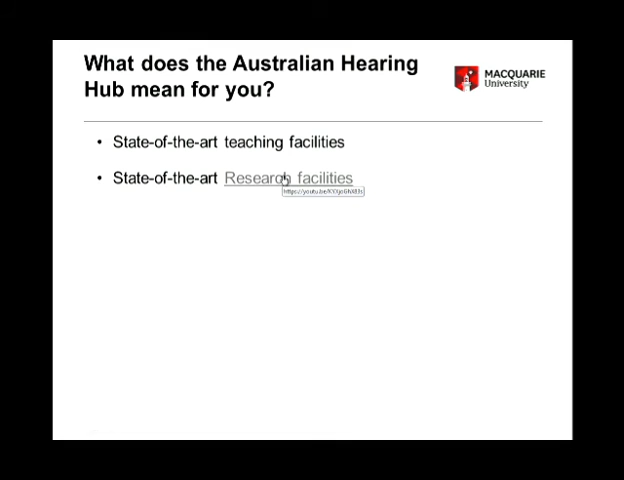 What does the Australian Hearing
Hub mean for you?
MACQUARIE
University
• State-of-the-art teaching facilities
• State-of-the-art Research facilities